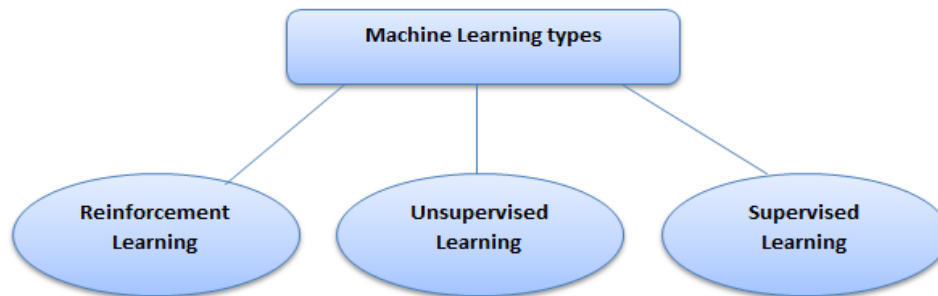 Machine Learning types
Reinforcement
Learning
Unsupervised
Learning
Supervised
Learning